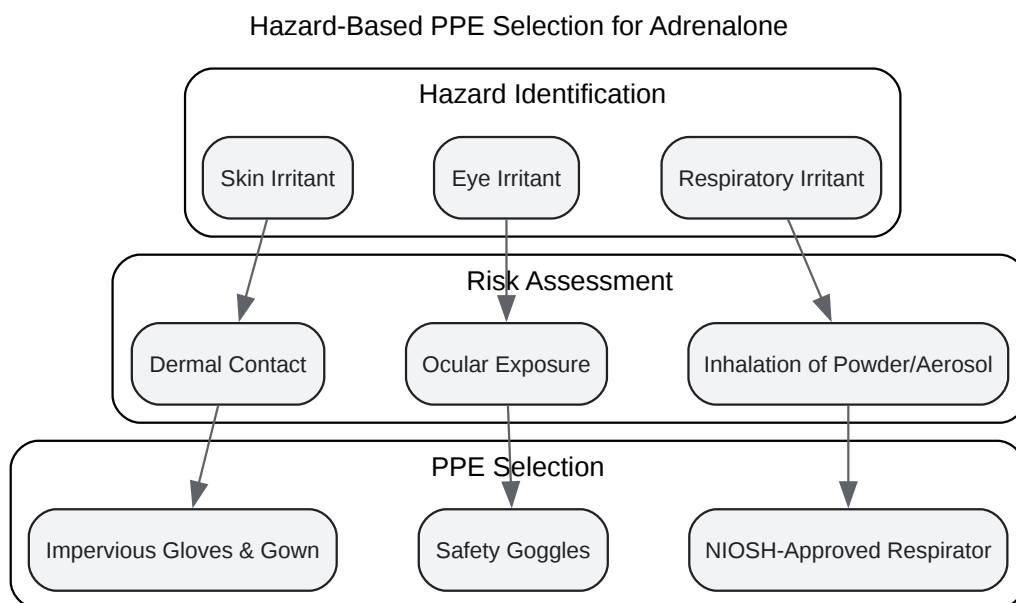 Hazard-Based PPE Selection for Adrenalone
Hazard Identification
Skin Irritant
Eye Irritant
Respiratory Irritant
Risk Assessment
Dermal Contact
Ocular Exposure
Inhalation of Powder/Aerosol
PPE Selection
Impervious Gloves & Gown
Safety Goggles
NIOSH-Approved Respirator